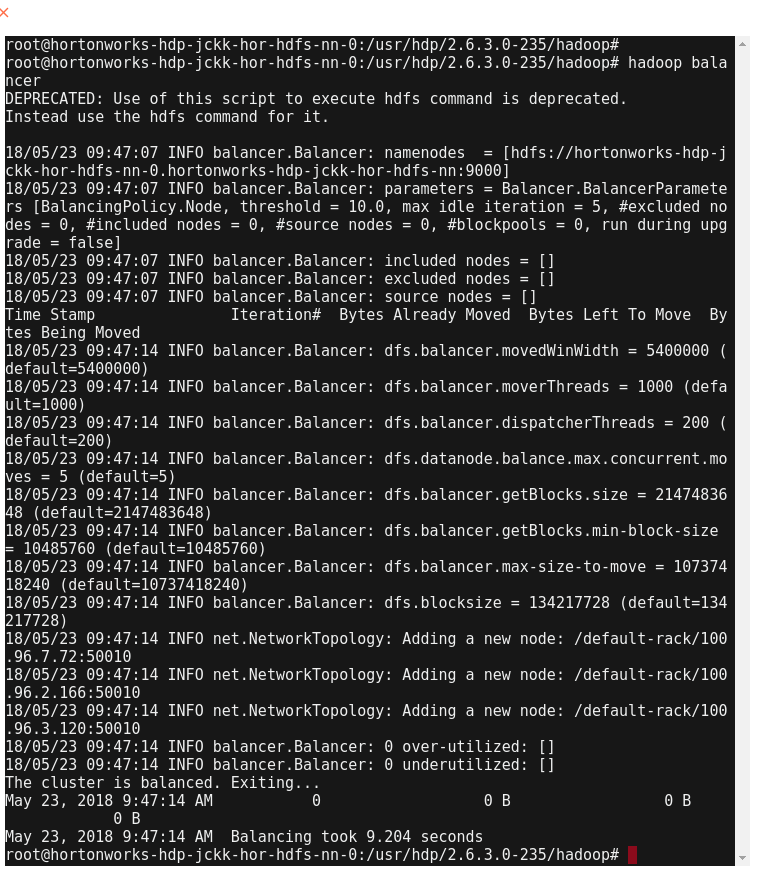 root@hortonworks-hdp-jckk-hor-hdfs-nn-0:/usr/hdp/2.6.3.0-235/hadoop#
root@hortonworks-hdp-jckk-hor-hdfs-nn-0:/usr/hdp/2.6.3.0-235/hadoop# hadoop bala
ncer
DEPRECATED: Use of this script to execute hdfs command is deprecated.
Instead use the hdfs command for it.
18/05/23 09:47:07 INFO balancer.Balancer: namenodes  = [hdfs://hortonworks-hdp-j
ckk-hor-hdfs-nn-0.hortonworks-hdp-jckk-hor-hdfs-nn:9000]
18/05/23 09:47:07 INFO balancer.Balancer: parameters = Balancer.BalancerParamete
rs [BalancingPolicy.Node, threshold = 10.0, max idle iteration = 5, #excluded no
des = 0, #included nodes = 0, #source nodes = 0, #blockpools = 0, run during upg
rade = false]
18/05/23 09:47:07 INFO balancer.Balancer: included nodes = []
18/05/23 09:47:07 INFO balancer.Balancer: excluded nodes = []
18/05/23 09:47:07 INFO balancer.Balancer: source nodes = []
Time Stamp               Iteration#  Bytes Already Moved  Bytes Left To Move  By
tes Being Moved
18/05/23 09:47:14 INFO balancer.Balancer: dfs.balancer.movedWinWidth = 5400000 (
default=5400000)
18/05/23 09:47:14 INFO balancer.Balancer: dfs.balancer.moverThreads = 1000 (defa
ult=1000)
18/05/23 09:47:14 INFO balancer.Balancer: dfs.balancer.dispatcherThreads = 200 (
default=200)
18/05/23 09:47:14 INFO balancer.Balancer: dfs.datanode.balance.max.concurrent.mo
ves = 5 (default=5)
18/05/23 09:47:14 INFO balancer.Balancer: dfs.balancer.getBlocks.size = 21474836
48 (default=2147483648)
18/05/23 09:47:14 INFO balancer.Balancer: dfs.balancer.getBlocks.min-block-size
= 10485760 (default=10485760)
18/05/23 09:47:14 INFO balancer.Balancer: dfs.balancer.max-size-to-move = 107374
18240 (default=10737418240)
18/05/23 09:47:14 INFO balancer.Balancer: dfs.blocksize = 134217728 (default=134
217728)
18/05/23 09:47:14 INFO net.NetworkTopology: Adding a new node: /default-rack/100
.96.7.72:50010
18/05/23 09:47:14 INFO net.NetworkTopology: Adding a new node: /default-rack/100
.96.2.166:50010
18/05/23 09:47:14 INFO net.NetworkTopology: Adding a new node: /default-rack/100
.96.3.120:50010
18/05/23 09:47:14 INFO balancer.Balancer: 0 over-utilized: []
18/05/23 09:47:14 INFO balancer.Balancer: 0 underutilized: []
The cluster is balanced. Exiting...
May 23, 2018 9:47:14 AM           0                  0 B                 0 B
            0 B
May 23, 2018 9:47:14 AM  Balancing took 9.204 seconds
root@hortonworks-hdp-jckk-hor-hdfs-nn-0:/usr/hdp/2.6.3.0-235/hadoop#